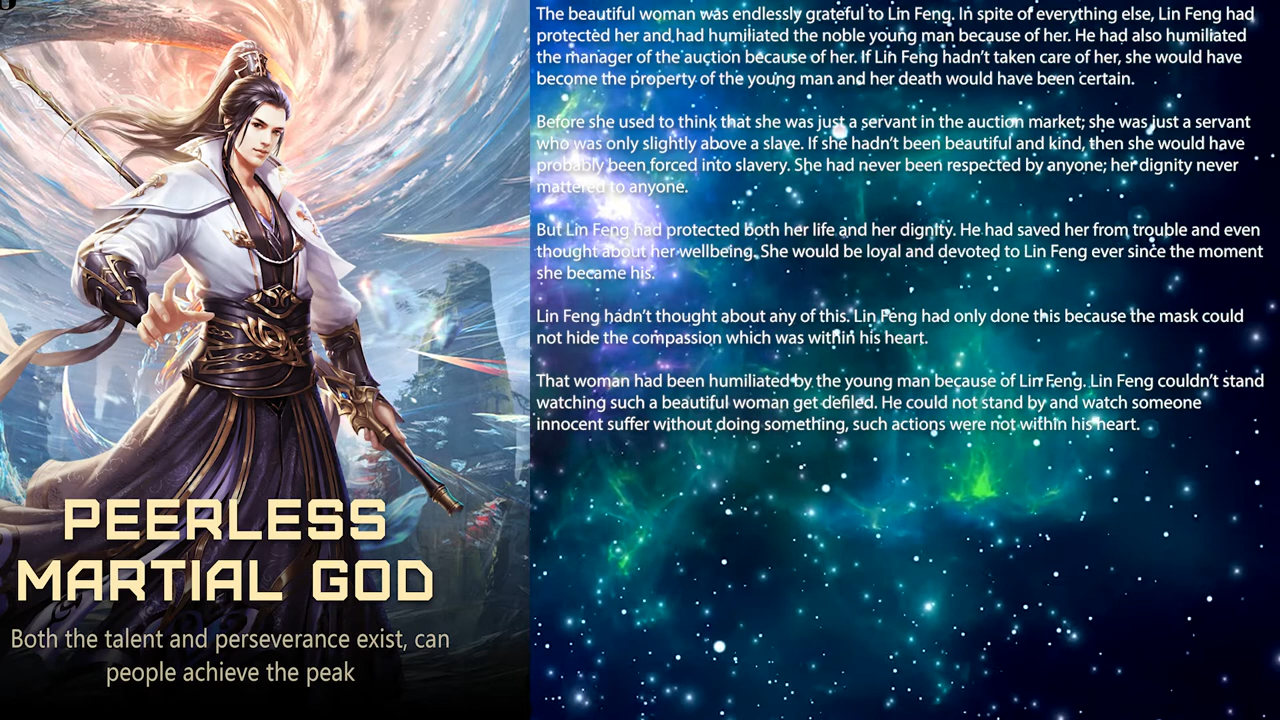 PEERLESS
MARTIAL GOD
Both the talent and perseverance exist, can
people achieve the peak
The beautiful woman was endlessly grateful to Lin Feng. In spite of everything else, Lin Feng had
protected her and had humiliated the noble young man because of her. He had also humiliated
the manager of the auction because of her. If Lin Feng hadn't taken care of her, she would have
become the property of the young man and her death would have been certain.
Before she used to think that she was just a servant in the auction market; she was just a servant
who was only slightly above a slave. If she hadn't been beautiful and kind, then she would have
probably been forced into slavery. She had never been respected by anyone; her dignity never
mattered to anyone.
But Lin Feng had protected both her life and her dignity. He had saved her from trouble and even
thought about her wellbeing. She would be loyal and devoted to Lin Feng ever since the moment
she became his.
Lin Feng hadn't thought about any of this. Lin Feng had only done this because the mask could
not hide the compassion which was within his heart.
That woman had been humiliated by the young man because of Lin Feng. Lin Feng couldn't stand
watching such a beautiful woman get defiled. He could not stand by and watch someone
innocent suffer without doing something, such actions were not within his heart.